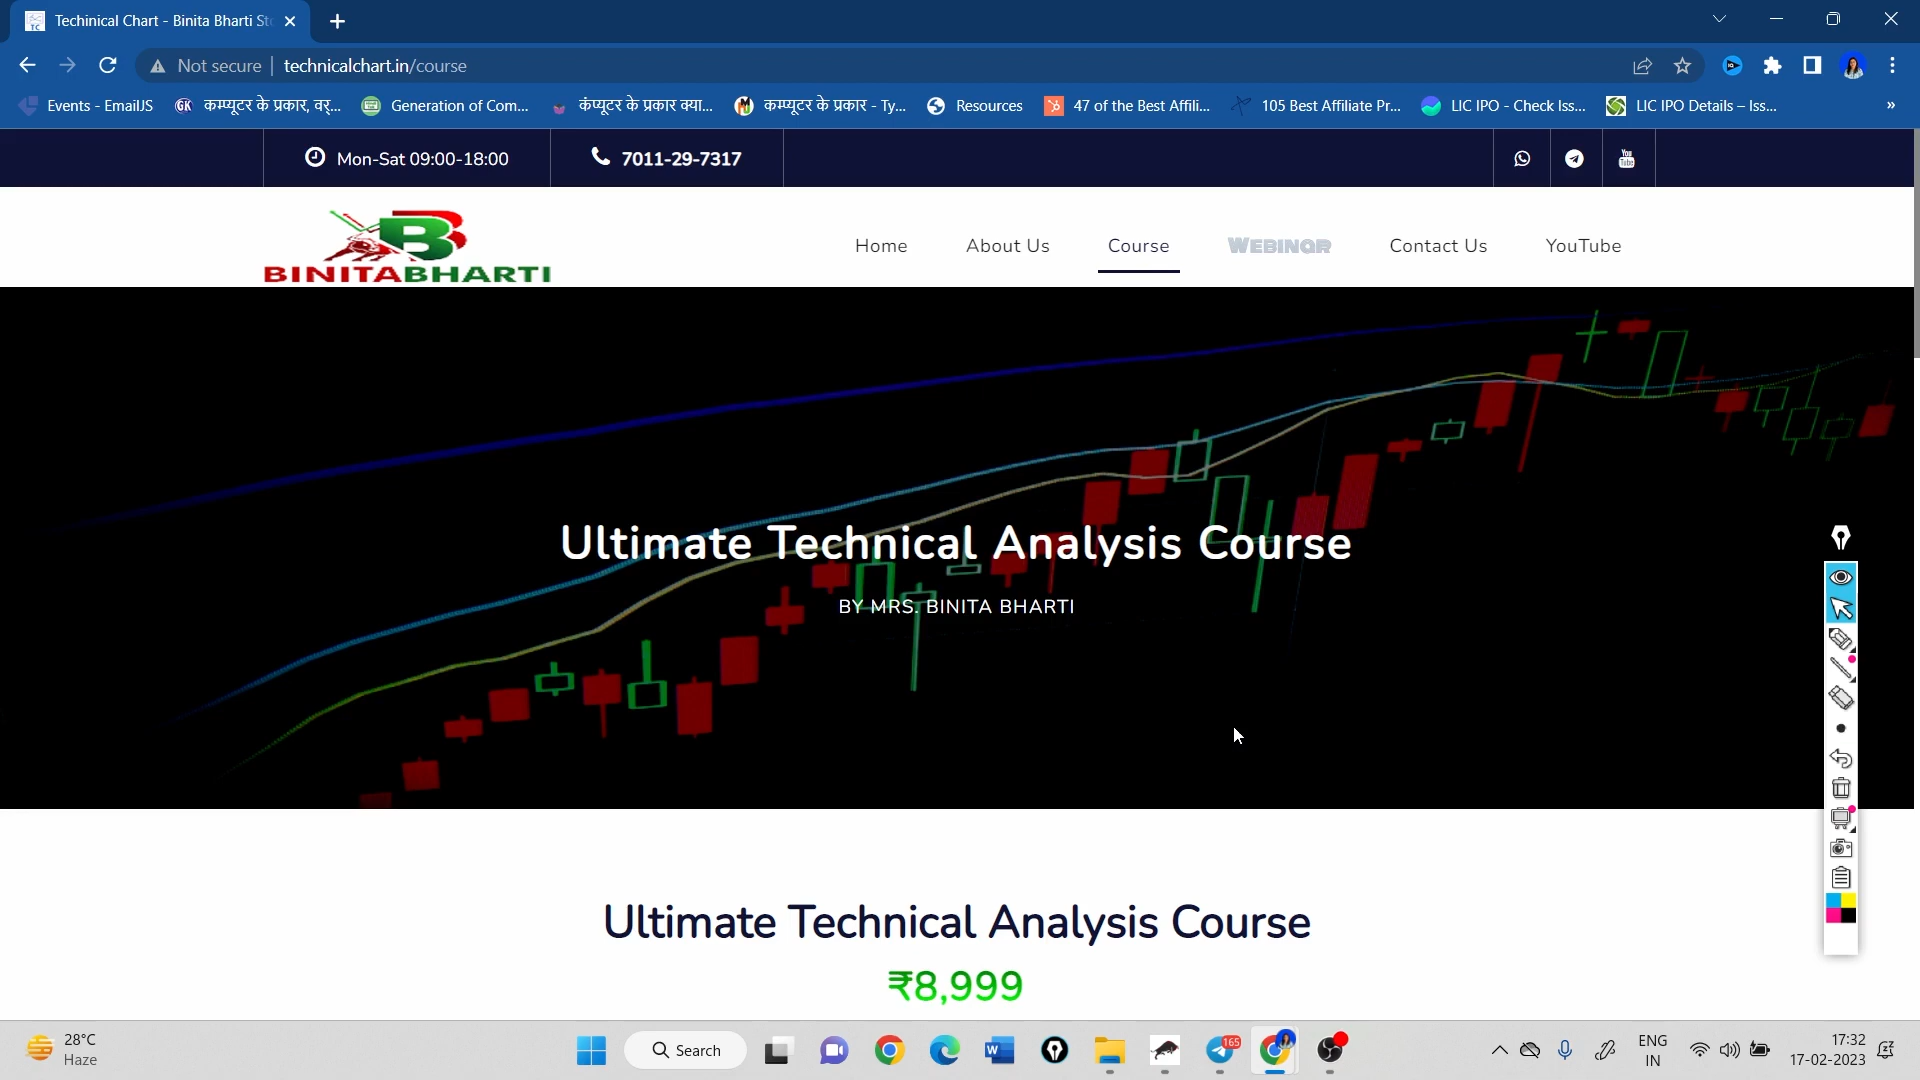 Techinical Chart - Binita Bharti Sto
Not secure | technicalchart.in/course
Events - EmailJS
कम्प्यूटर के प्रकार, वर्...
Generation of Com...
कंप्यूटर के प्रकार क्या...
कम्प्यूटर के प्रकार - Ty...
Resources
47 of the Best Affili...
105 Best Affiliate Pr...
LIC IPO - Check Iss...
LIC IPO Details – Iss...
»
Mon-Sat 09:00-18:00
7011-29-7317
You Tube
BINITABHARTI
Home
About Us
Course
WEBINAR
Contact Us
YouTube
Ultimate Technical Analysis Course
BY MRS. BINITA BHARTI
Ultimate Technical Analysis Course
₹8,999
28°C
Haze
Search
165
ENG
IN
17:32
17-02-2023